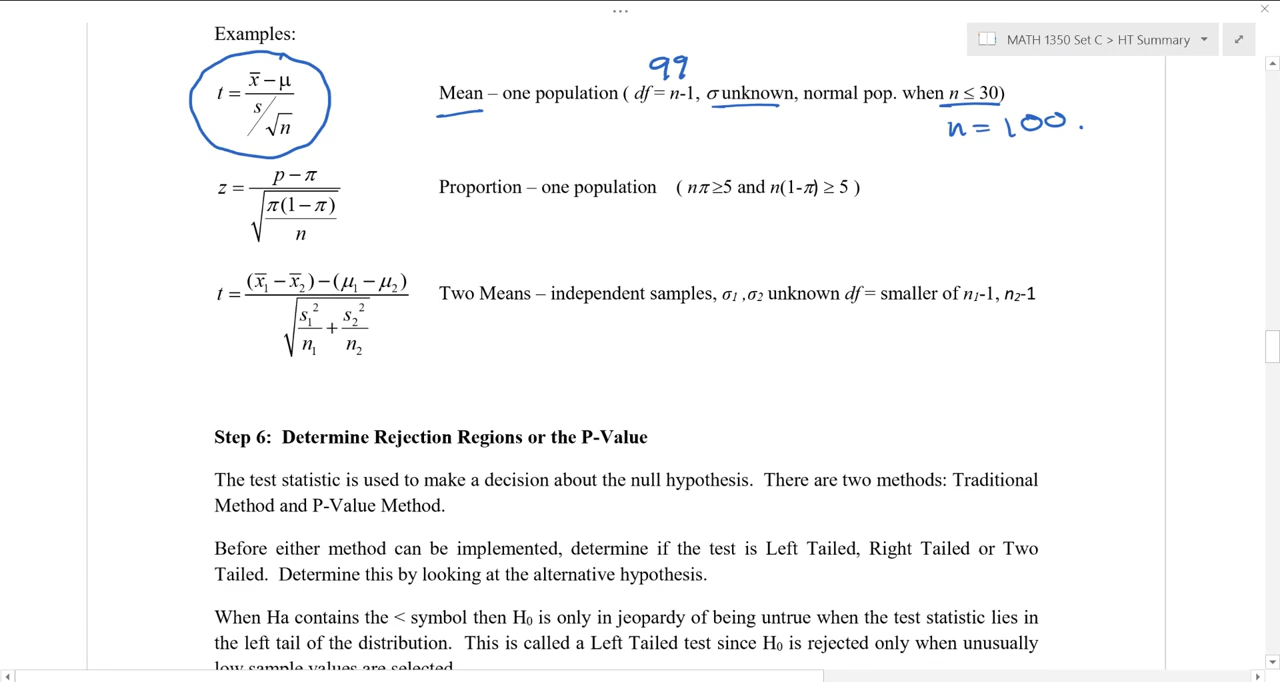 ...
Examples:
MATH 1350 Set C > HT Summary
99
t = x̄ − μ / s / √n
Mean – one population ( df = n-1, σ unknown, normal pop. when n ≤ 30)
n = 100.
z = p − π / √ π(1 − π) / n
Proportion – one population ( nπ ≥5 and n(1-π) ≥ 5 )
t = (x̄₁ − x̄₂) − (μ₁ − μ₂) / √ s₁² / n₁ + s₂² / n₂
Two Means – independent samples, σ₁ ,σ₂ unknown df = smaller of n₁-1, n₂-1
Step 6: Determine Rejection Regions or the P-Value
The test statistic is used to make a decision about the null hypothesis. There are two methods: Traditional
Method and P-Value Method.
Before either method can be implemented, determine if the test is Left Tailed, Right Tailed or Two
Tailed. Determine this by looking at the alternative hypothesis.
When Ha contains the < symbol then H₀ is only in jeopardy of being untrue when the test statistic lies in
the left tail of the distribution. This is called a Left Tailed test since H₀ is rejected only when unusually
low sample values are selected